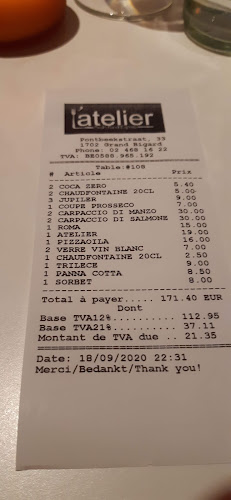 l'atelier
Pontbeekstraat, 33
1702 Grand Bigard
Phone: 02 468 16 22
TVA: BE0588.965.192
Table:#108
# Article Prix
2 COCA ZERO 5.40
2 CHAUDFONTAINE 20CL 5.00
3 JUPILER 9.00
1 COUPE PROSSECO 7.00
2 CARPACCIO DI MANZO 30.00
2 CARPACCIO DI SALMONE 30.00
1 ROMA 15.00
1 ATELIER 19.00
1 PIZZAOILA 16.00
2 VERRE VIN BLANC 7.00
1 CHAUDFONTAINE 20CL 2.50
1 TRILECE 9.00
1 PANNA COTTA 8.50
1 SORBET 8.00
Total à payer..... 171.40 EUR
Dont
Base TVA12%.......... 112.95
Base TVA21%.......... 37.11
Montant de TVA due .. 21.35
Date: 18/09/2020 22:31
Merci/Bedankt/Thank you!